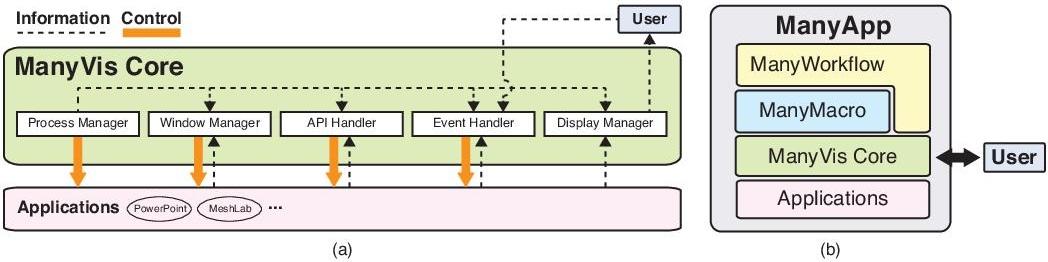 Information Control
User
ManyVis Core
Process Manager Window Manager API Handler Event Handler Display Manager
Applications PowerPoint MeshLab ...
(a)
ManyApp
ManyWorkflow
ManyMacro
ManyVis Core
User
Applications
(b)